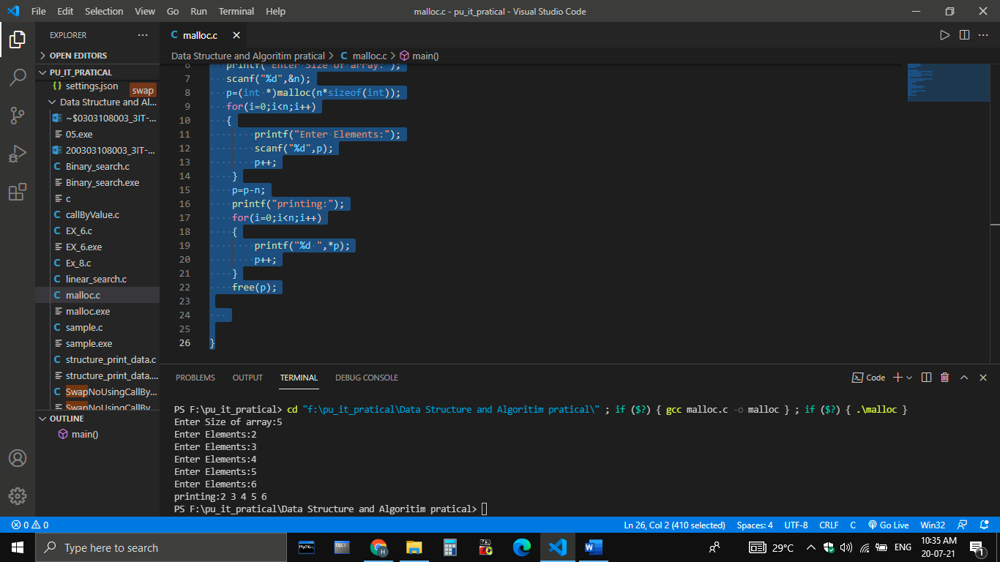 File Edit Selection View Go Run Terminal Help
malloc.c - pu_it_pratical - Visual Studio Code
EXPLORER
OPEN EDITORS
PU_IT_PRATICAL
settings.json
swap
Data Structure and Al...
~$0303108003_3IT-...
05.exe
200303108003_3IT-...
Binary_search.c
Binary_search.exe
c
callByValue.c
EX_6.c
EX_6.exe
Ex_8.c
linear_search.c
malloc.c
malloc.exe
sample.c
sample.exe
structure_print_data.c
structure_print_data....
SwapNoUsingCallBy...
SwapNoUsingCallBy...
OUTLINE
main()
malloc.c
Data Structure and Algoritim pratical > malloc.c > main()
6 printf("Enter Size of array:");
7 scanf("%d",&n);
8 p=(int *)malloc(n*sizeof(int));
9 for(i=0;i<n;i++)
10 {
11 printf("Enter Elements:");
12 scanf("%d",p);
13 p++;
14 }
15 p=p-n;
16 printf("printing:");
17 for(i=0;i<n;i++)
18 {
19 printf("%d ",*p);
20 p++;
21 }
22 free(p);
23
24
25
26 }
PROBLEMS OUTPUT TERMINAL DEBUG CONSOLE
Code
PS F:\pu_it_pratical> cd "f:\pu_it_pratical\Data Structure and Algoritim pratical\" ; if ($?) { gcc malloc.c -o malloc } ; if ($?) { .\malloc }
Enter Size of array:5
Enter Elements:2
Enter Elements:3
Enter Elements:4
Enter Elements:5
Enter Elements:6
printing:2 3 4 5 6
PS F:\pu_it_pratical\Data Structure and Algoritim pratical>
0 0
Ln 26, Col 2 (410 selected) Spaces: 4 UTF-8 CRLF C Go Live Win32
Type here to search
29°C
ENG
10:35 AM
20-07-21
1